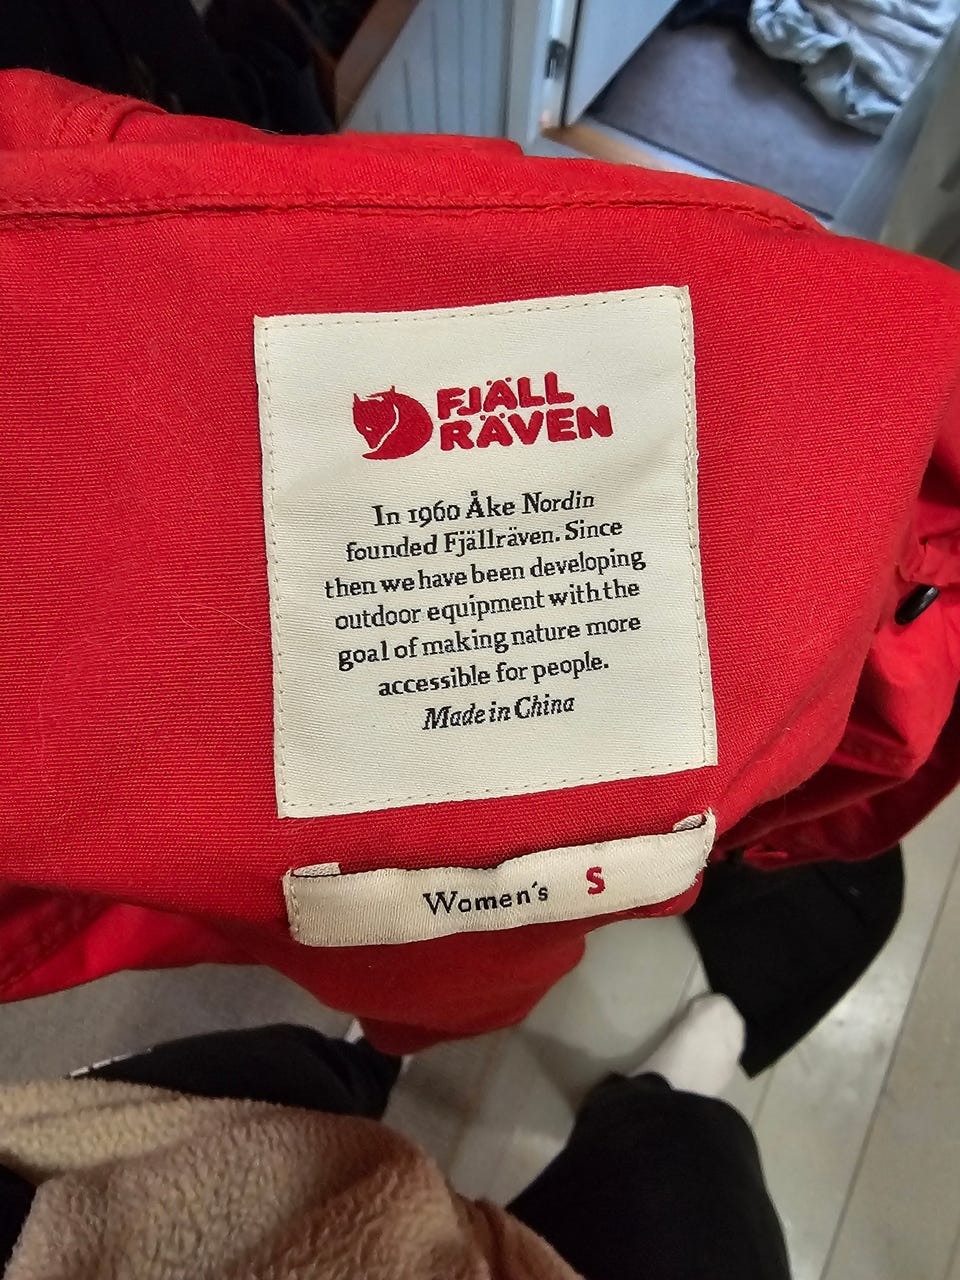 FJÄLL
RÄVEN
In 1960 Åke Nordin
founded Fjällräven. Since
then we have been developing
outdoor equipment with the
goal of making nature more
accessible for people.
Made in China
Women's S